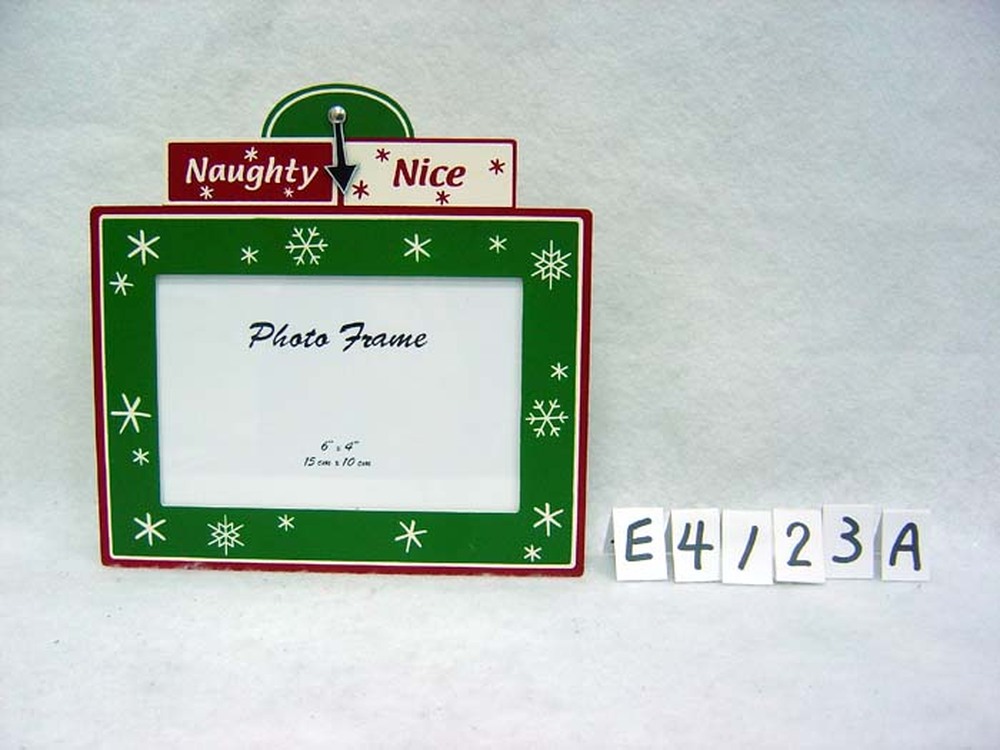 Naughty Nice
Photo Frame
6" x 4"
15 cm x 10 cm
E4123A